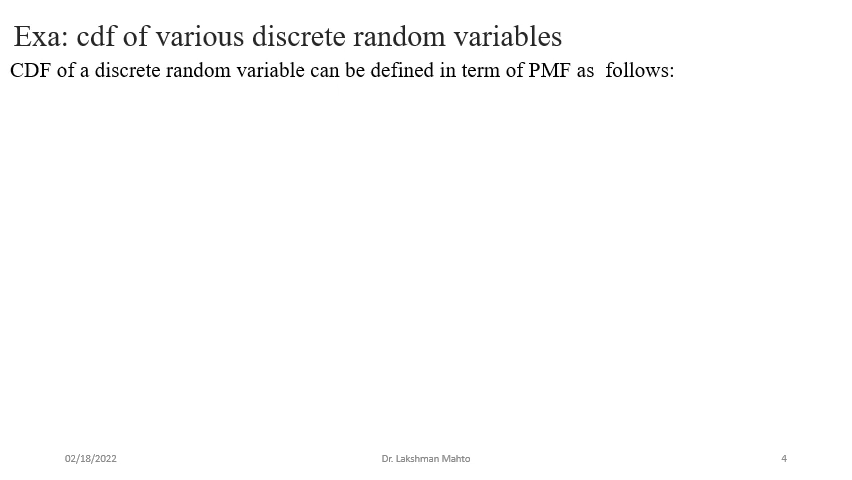 Exa: cdf of various discrete random variables
CDF of a discrete random variable can be defined in term of PMF as  follows:
02/18/2022 Dr. Lakshman Mahto 4